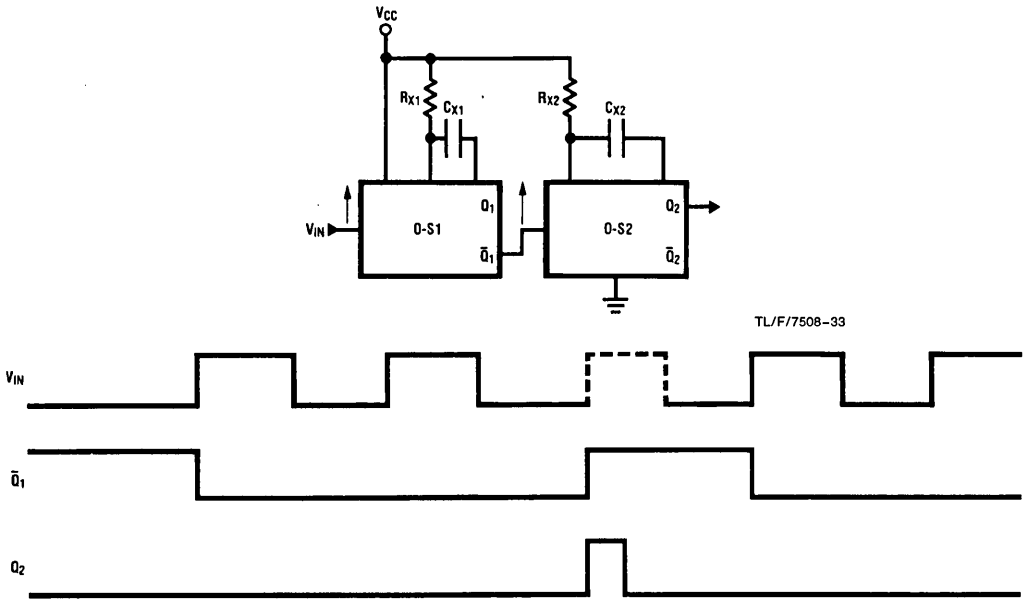 VCC
RX1
CX1
RX2
CX2
VIN
O-S1
Q1
Q̄1
O-S2
Q2
Q̄2
TL/F/7508-33
VIN
Q̄1
Q2